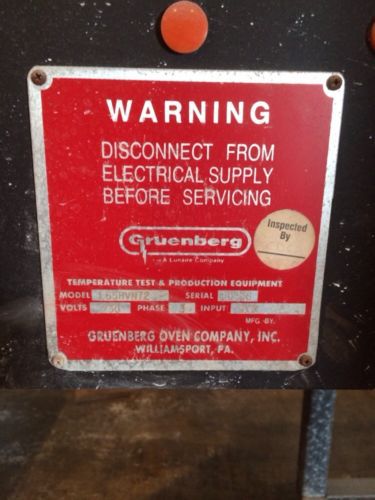 WARNING
DISCONNECT FROM
ELECTRICAL SUPPLY
BEFORE SERVICING
Inspected
By
Gruenberg
A Lunaire Company
TEMPERATURE TEST & PRODUCTION EQUIPMENT
MODEL SERIAL
VOLTS PHASE INPUT
MFG. BY.
GRUENBERG OVEN COMPANY, INC.
WILLIAMSPORT, PA.